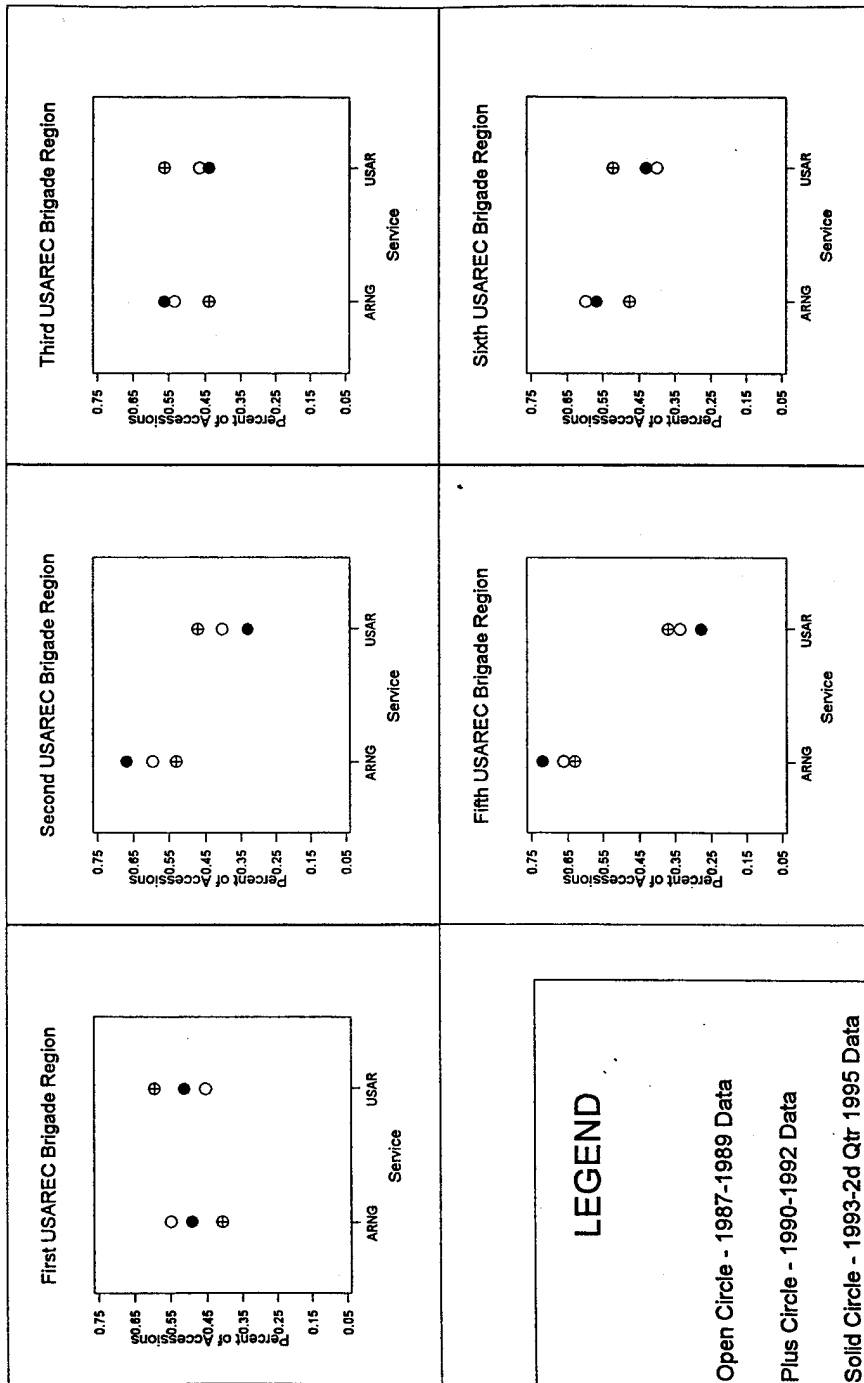 First USAREC Brigade Region
Percent of Accessions
0.75
0.65
0.55
0.45
0.35
0.25
0.15
0.05
ARNG
USAR
Service
Second USAREC Brigade Region
Percent of Accessions
0.75
0.65
0.55
0.45
0.35
0.25
0.15
0.05
ARNG
USAR
Service
Third USAREC Brigade Region
Percent of Accessions
0.75
0.65
0.55
0.45
0.35
0.25
0.15
0.05
ARNG
USAR
Service
LEGEND
Open Circle - 1987-1989 Data
Plus Circle - 1990-1992 Data
Solid Circle - 1993-2d Qtr 1995 Data
Fifth USAREC Brigade Region
Percent of Accessions
0.75
0.65
0.55
0.45
0.35
0.25
0.15
0.05
ARNG
USAR
Service
Sixth USAREC Brigade Region
Percent of Accessions
0.75
0.65
0.55
0.45
0.35
0.25
0.15
0.05
ARNG
USAR
Service